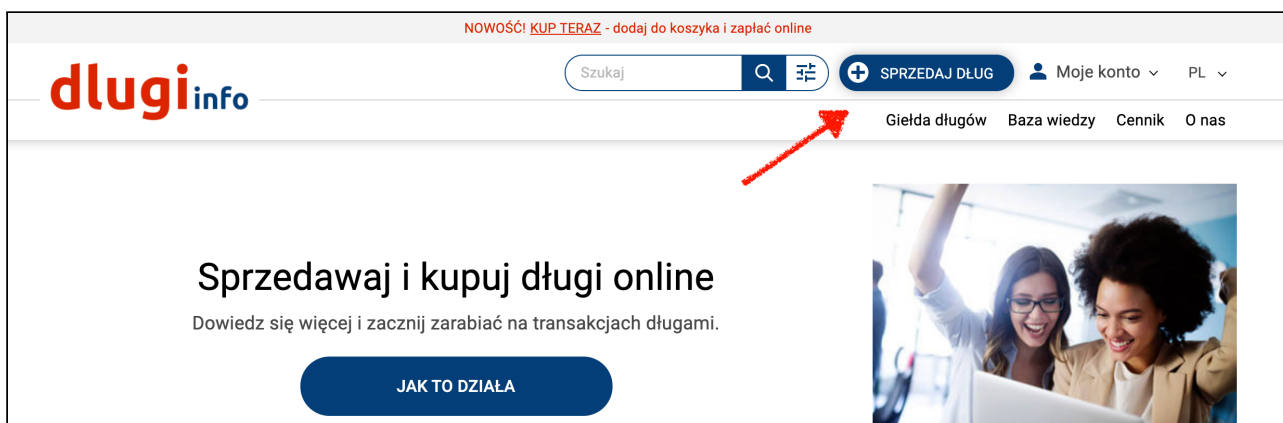 NOWOŚĆ! KUP TERAZ - dodaj do koszyka i zapłać online
dlugi info
Szukaj
SPRZEDAJ DŁUG
Moje konto
PL
Giełda długów
Baza wiedzy
Cennik
O nas
Sprzedawaj i kupuj długi online
Dowiedz się więcej i zacznij zarabiać na transakcjach długami.
JAK TO DZIAŁA